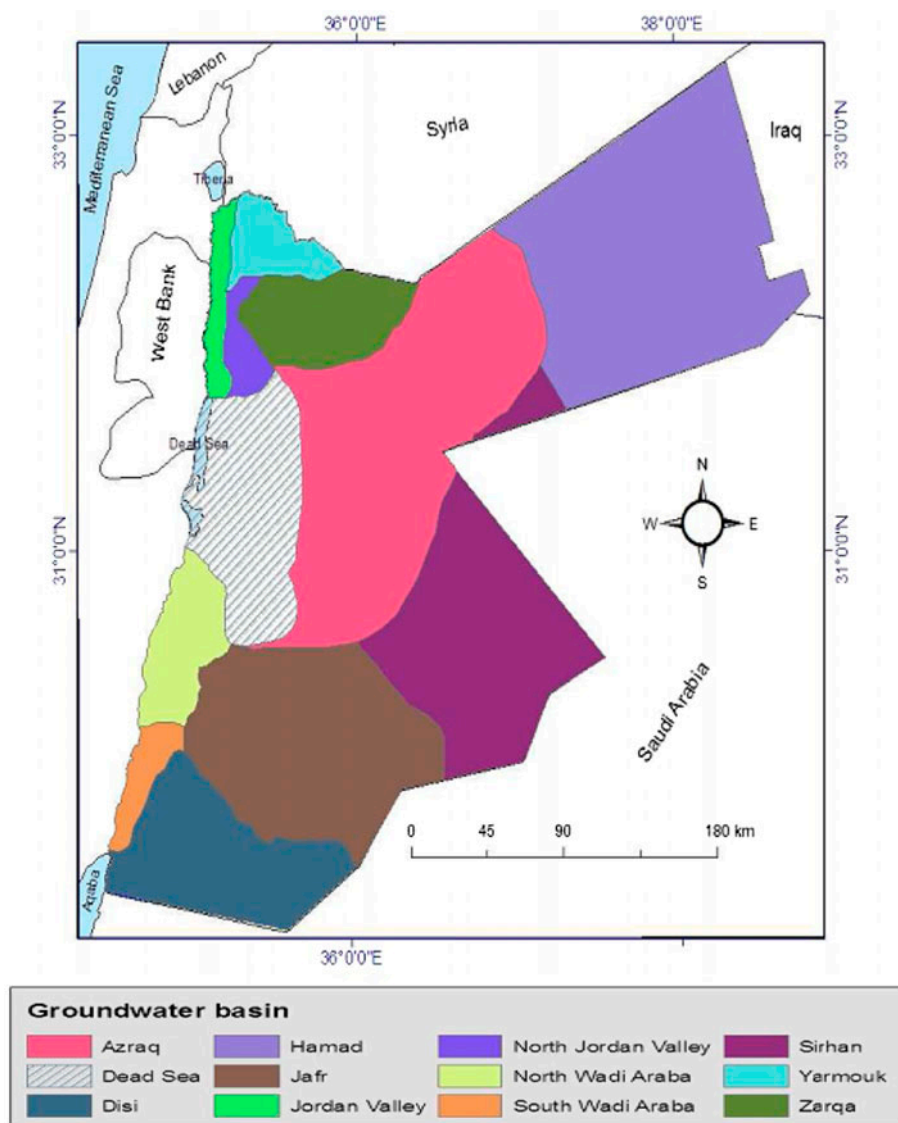 36°0'0"E
38°0'0"E
Mediterranean Sea
Lebanon
Syria
Iraq
33°0'0"N
33°0'0"N
Tiberia
West Bank
Dead Sea
N
W
E
S
31°0'0"N
31°0'0"N
Saudi Arabia
0
45
90
180 km
Aqaba
36°0'0"E
38°0'0"E
Groundwater basin
Azraq
Hamad
North Jordan Valley
Sirhan
Dead Sea
Jafr
North Wadi Araba
Yarmouk
Disi
Jordan Valley
South Wadi Araba
Zarqa